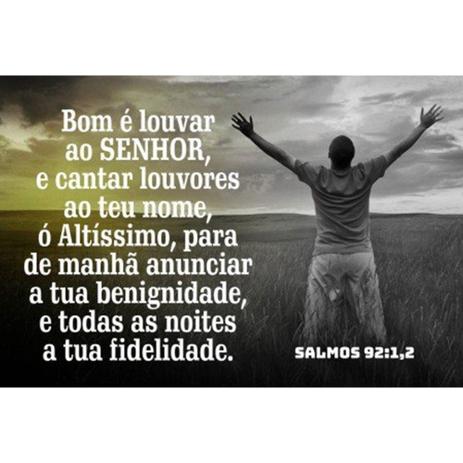 Bom é louvar
ao SENHOR,
e cantar louvores
ao teu nome,
ó Altíssimo, para
de manhã anunciar
a tua benignidade,
e todas as noites
a tua fidelidade.
SALMOS 92:1,2